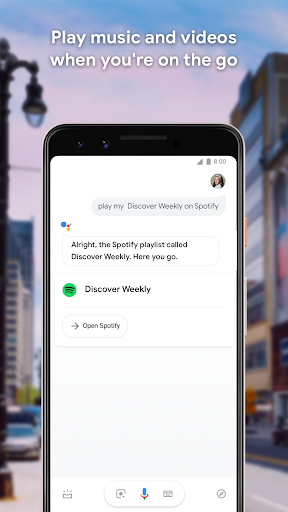 Play music and videos
when you're on the go
8:00
play my Discover Weekly on Spotify
Alright, the Spotify playlist called
Discover Weekly. Here you go.
Discover Weekly
Open Spotify